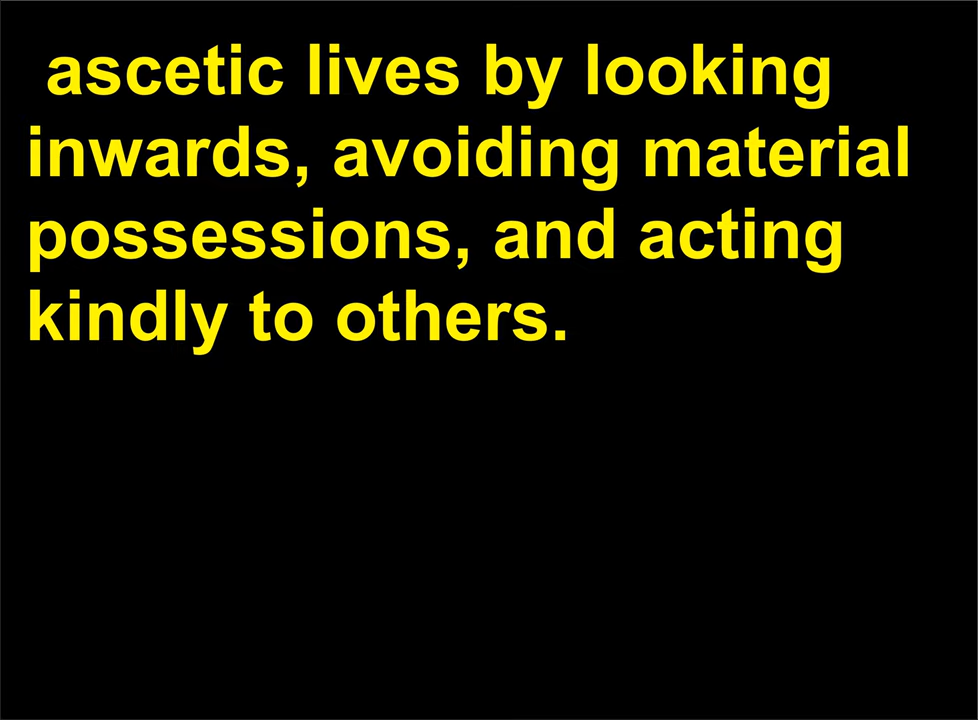 ascetic lives by looking
inwards, avoiding material
possessions, and acting
kindly to others.